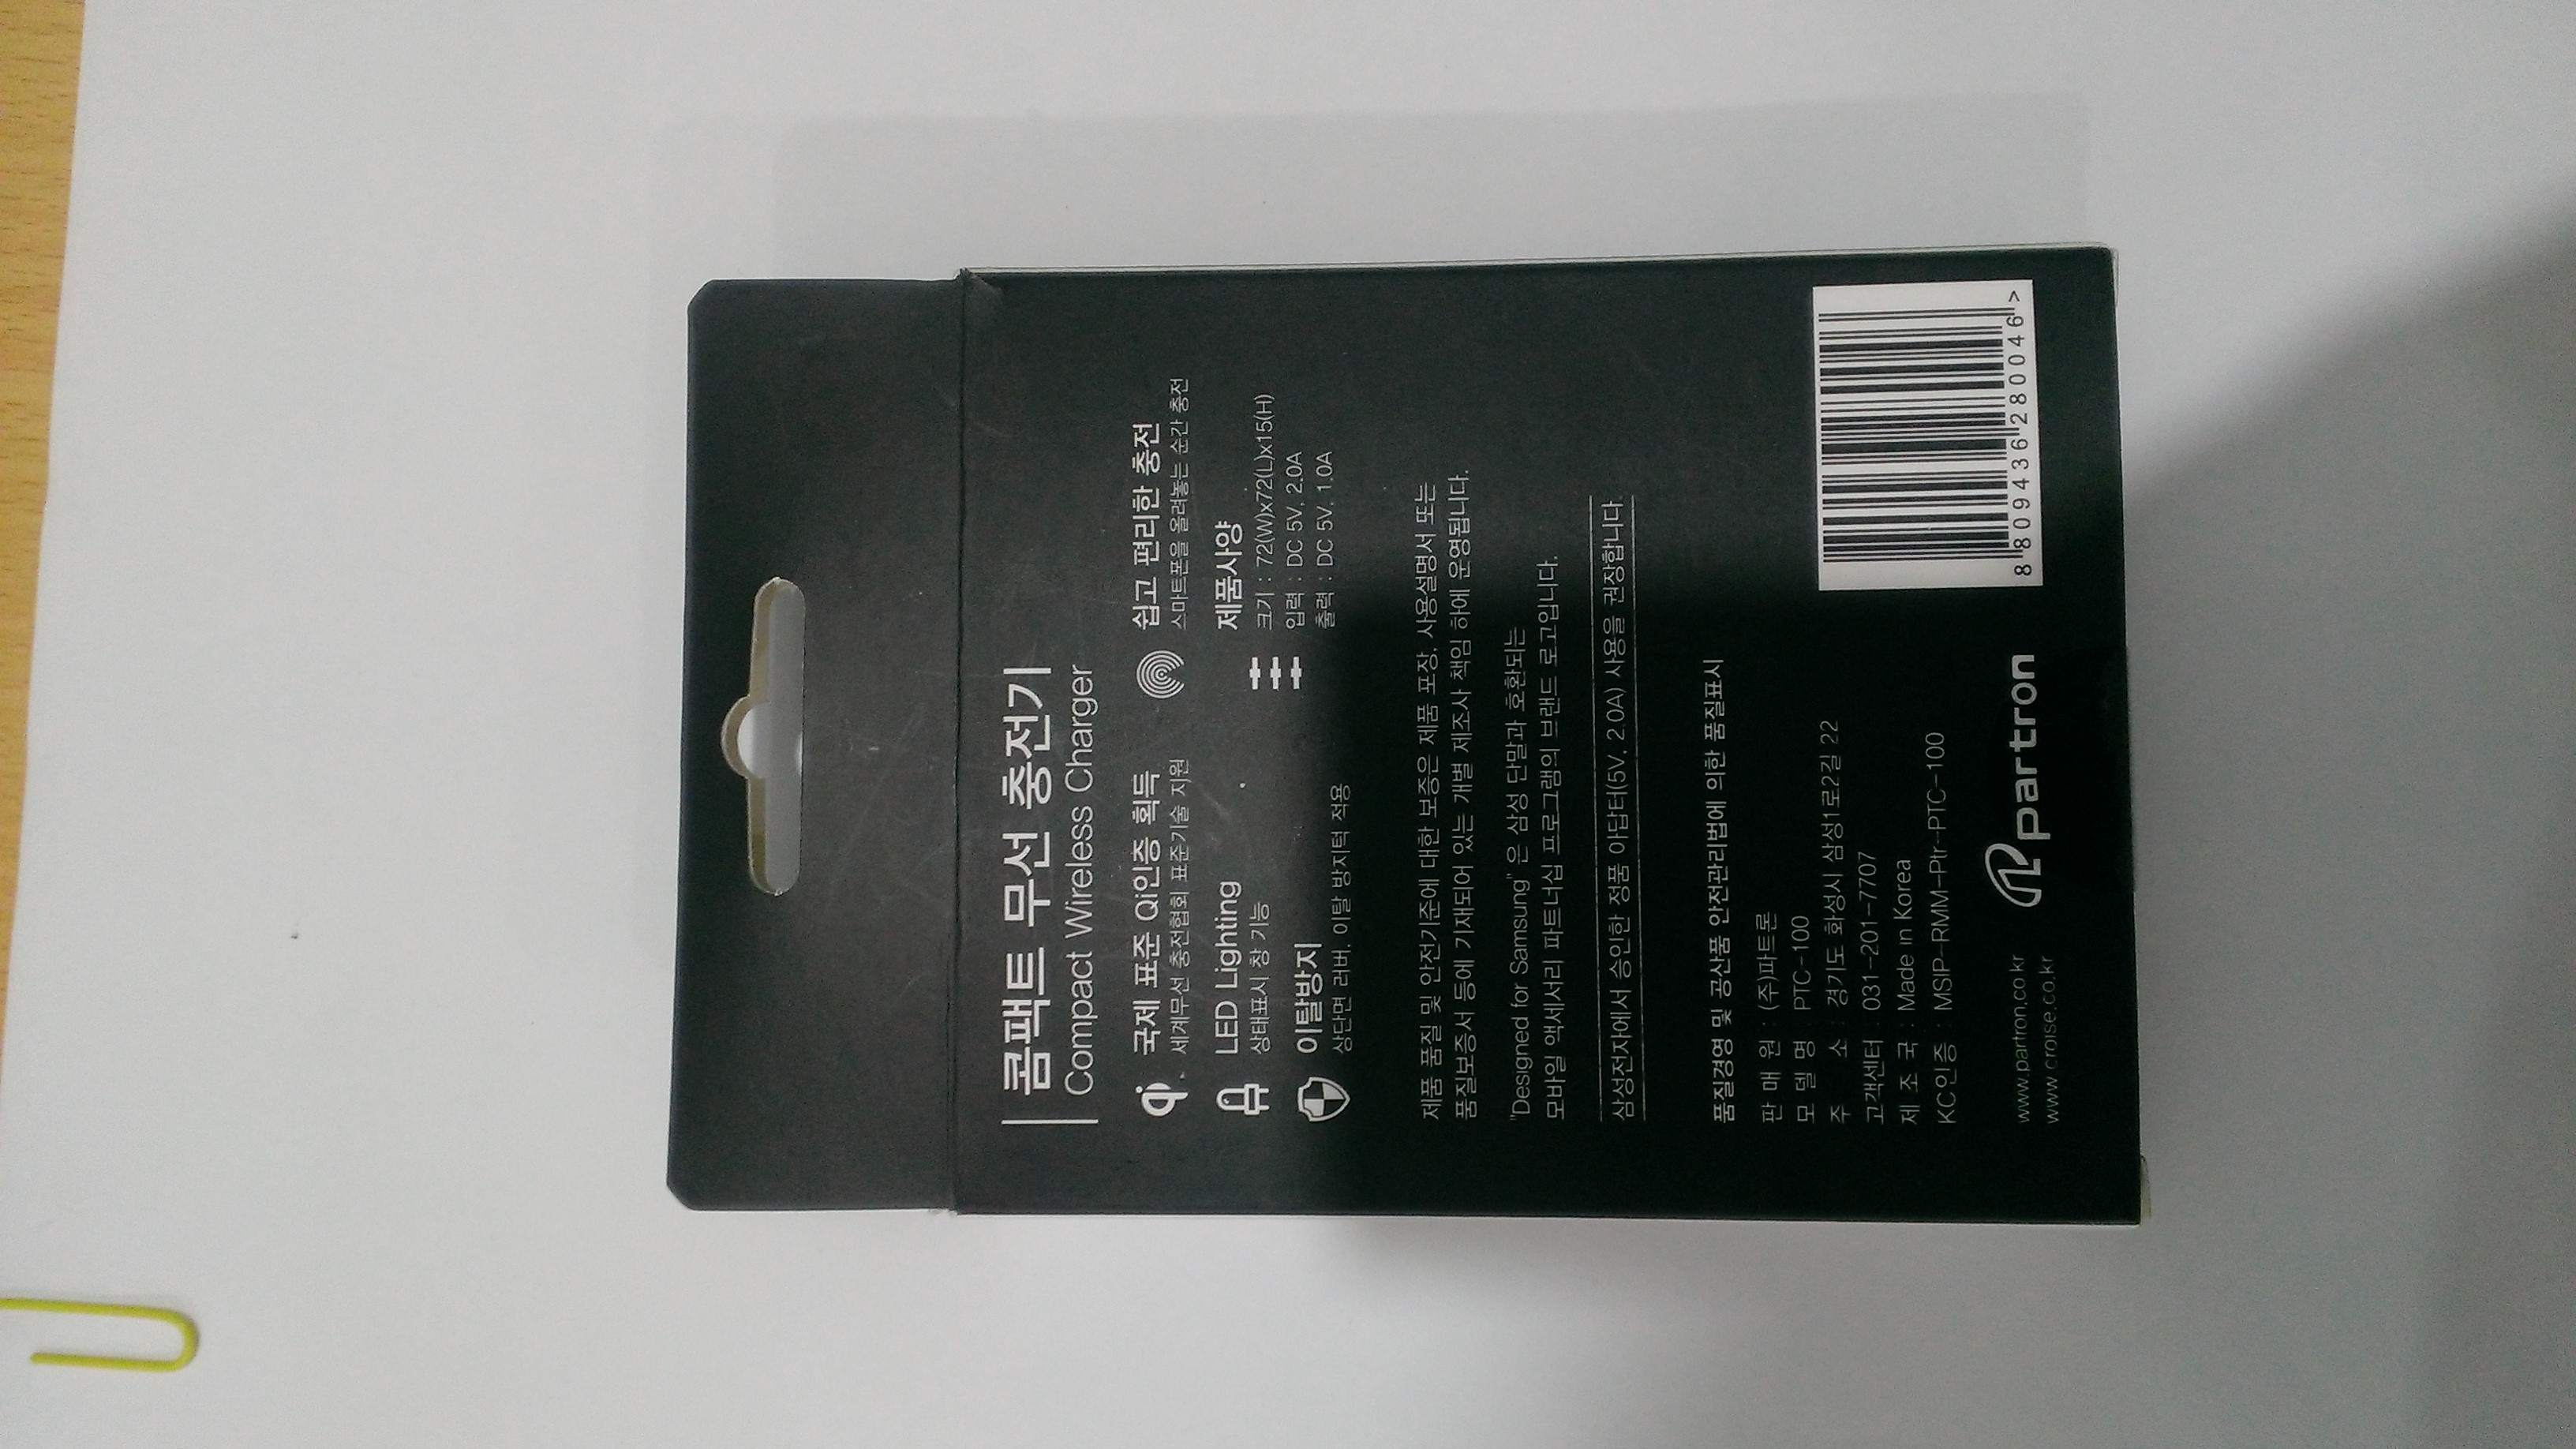 콤팩트 무선 충전기
Compact Wireless Charger
qi
국제 표준 Qi인증 획득
세계무선 충전협회 표준기술 지원
LED Lighting
상태표시 창 기능
이탈방지
상단면 러버, 이탈 방지턱 적용
쉽고 편리한 충전
스마트폰을 올려놓는 순간 충전
제품사양
크기 : 72(W)x72(L)x15(H)
입력 : DC 5V, 2.0A
출력 : DC 5V, 1.0A
제품 품질 및 안전기준에 대한 보증은 제품 포장, 사용설명서 또는
품질보증서 등에 기재되어 있는 개별 제조사 책임 하에 운영됩니다.
"Designed for Samsung" 은 삼성 단말과 호환되는
모바일 액세서리 파트너십 프로그램의 브랜드 로고입니다.
삼성전자에서 승인한 정품 아답터(5V, 2.0A) 사용을 권장합니다.
품질경영 및 공산품 안전관리법에 의한 품질표시
판 매 원 : (주)파트론
모 델 명 : PTC-100
주 소 : 경기도 화성시 삼성1로2길 22
고객센터 : 031-201-7707
제 조 국 : Made in Korea
KC인증 : MSIP-RMM-Ptr-PTC-100
www.partron.co.kr
www.croise.co.kr
partron
8 809436 280046 >